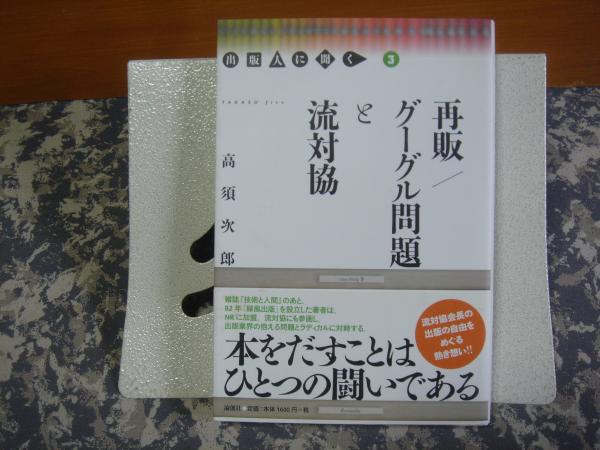 出版人に聞く 3
TAKASU Jiro
再販/
グーグル問題
と
流対協
高須次郎
雑誌「技術と人間」のあと、
82年「緑風出版」を設立した著者は、
NR'に加盟、流対協にも参画し、
出版業界の抱える問題とラディカルに対峙する。
流対協会長の
出版の自由を
めぐる
熱き想い!!
本をだすことは
ひとつの闘いである
論創社 定価:本体1600円+税